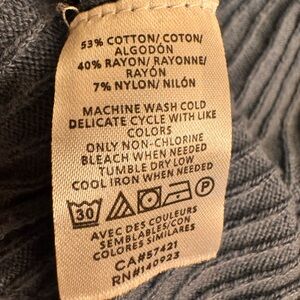 53% COTTON/ COTON/
ALGODÓN
40% RAYON/ RAYONNE/
RAYÓN
7% NYLON/ NILÓN
MACHINE WASH COLD
DELICATE CYCLE WITH LIKE
COLORS
ONLY NON-CHLORINE
BLEACH WHEN NEEDED
TUMBLE DRY LOW
COOL IRON WHEN NEEDED
30 P
AVEC DES COULEURS
SEMBLABLES/ CON
COLORES SIMILARES
CA#57421
RN#140923